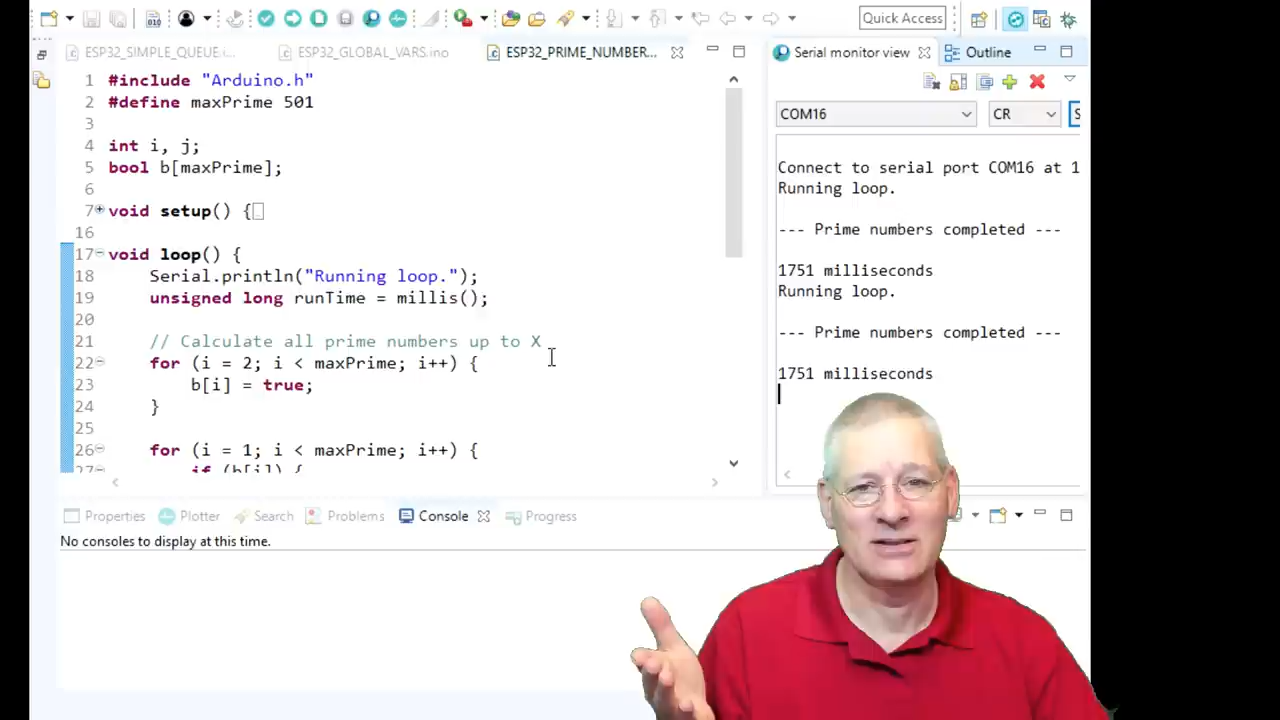 Quick Access
ESP32_SIMPLE_QUEUE.i...
ESP32_GLOBAL_VARS.ino
ESP32_PRIME_NUMBER...
Serial monitor view
Outline
COM16
CR
1 #include "Arduino.h"
2 #define maxPrime 501
3
4 int i, j;
5 bool b[maxPrime];
6
7 void setup() {
16
17 void loop() {
18 Serial.println("Running loop.");
19 unsigned long runTime = millis();
20
21 // Calculate all prime numbers up to X
22 for (i = 2; i < maxPrime; i++) {
23 b[i] = true;
24 }
25
26 for (i = 1; i < maxPrime; i++) {
27 if (b[i]) {
Connect to serial port COM16 at 1
Running loop.
--- Prime numbers completed ---
1751 milliseconds
Running loop.
--- Prime numbers completed ---
1751 milliseconds
Properties
Plotter
Search
Problems
Console
Progress
No consoles to display at this time.